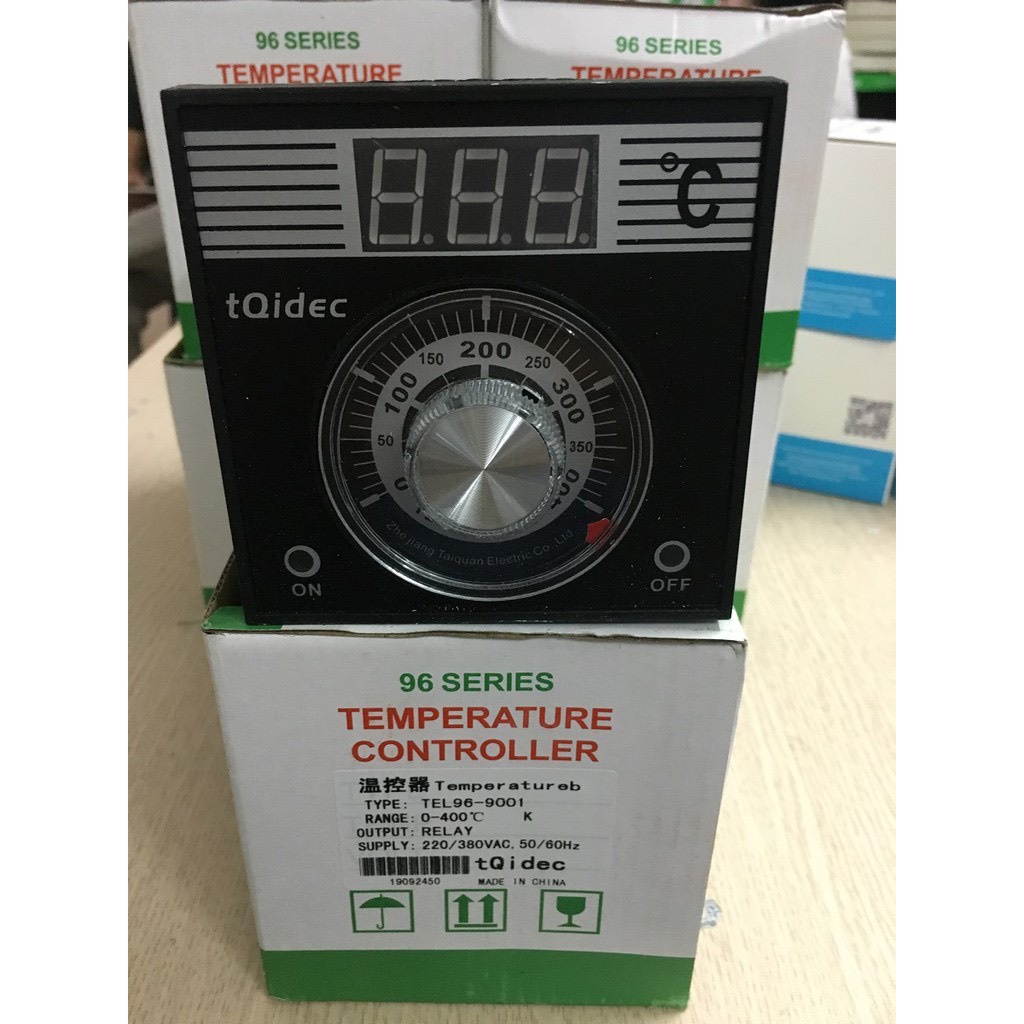 96 SERIES
TEMPERATURE
96 SERIES
TEMPERATURE
°C
tQidec
0 50 100 150 200 250 300 350 400
Zhejiang Taiquan Electric Co.,Ltd
ON
OFF
96 SERIES
TEMPERATURE
CONTROLLER
温控器 Temperatureb
TYPE: TEL96-9001
RANGE: 0-400℃ K
OUTPUT: RELAY
SUPPLY: 220/380VAC. 50/60Hz
tQidec
19092450 MADE IN CHINA